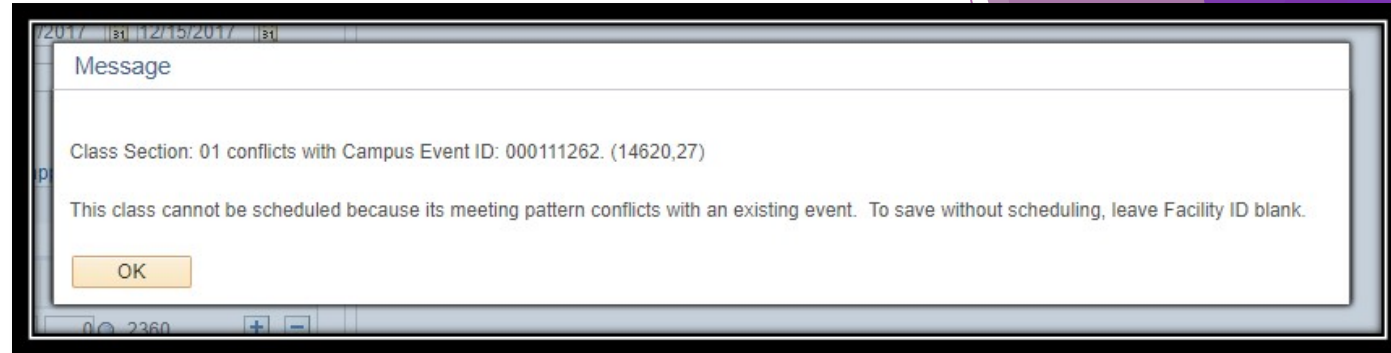 12/15/2017
Message
Class Section: 01 conflicts with Campus Event ID: 000111262. (14620,27)
This class cannot be scheduled because its meeting pattern conflicts with an existing event. To save without scheduling, leave Facility ID blank.
OK
0 2360